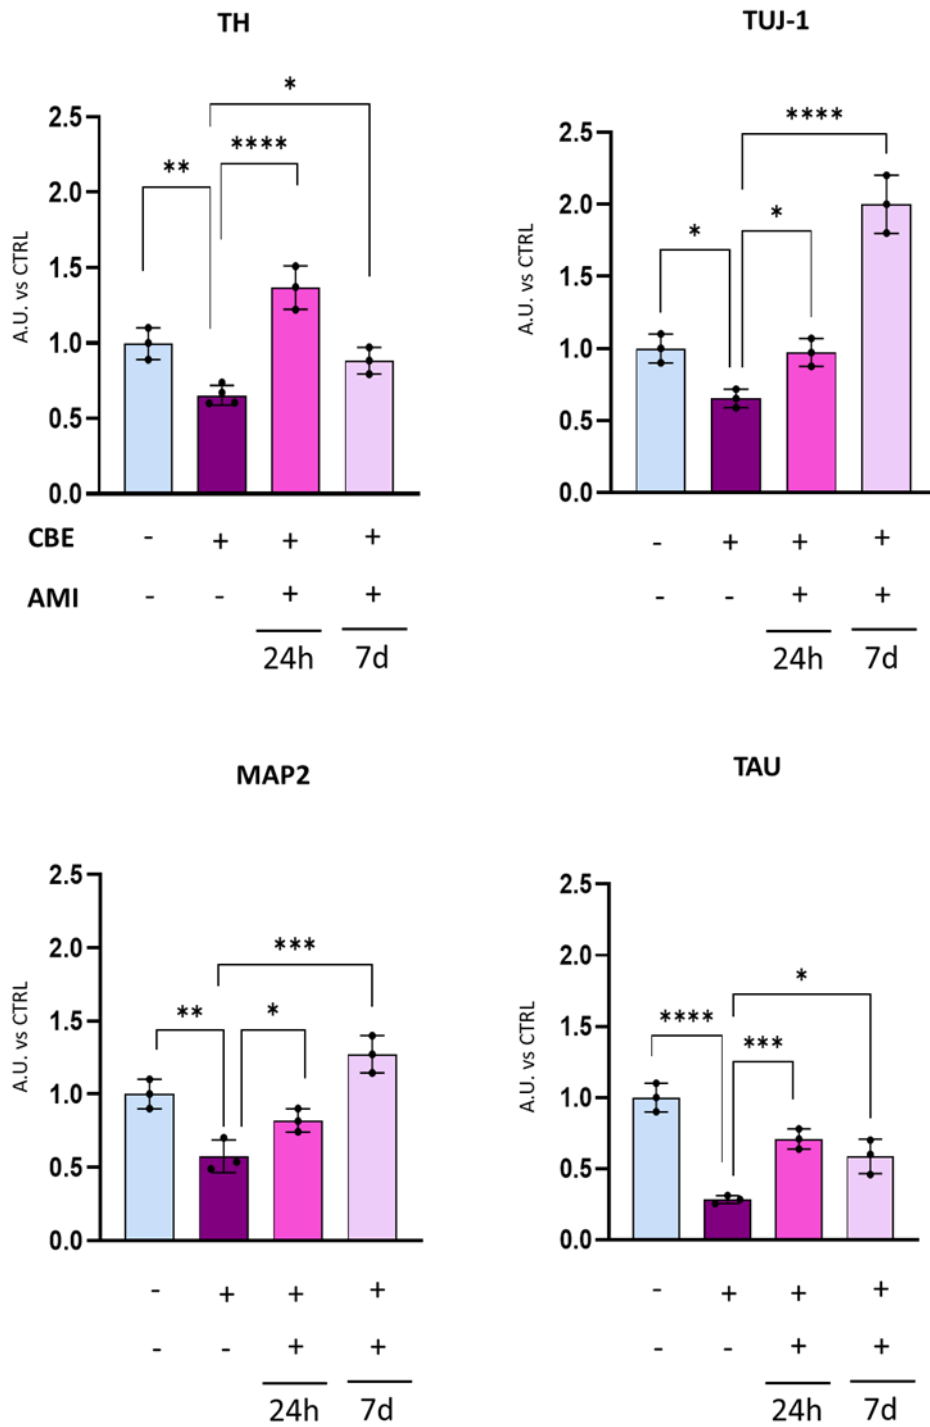 TH
TUJ-1
*
**
****
2.5
2.0
1.5
1.0
0.5
0.0
A.U. vs CTRL
****
*
*
2.5
2.0
1.5
1.0
0.5
0.0
A.U. vs CTRL
CBE - + + +
AMI - - + +
24h 7d
- + + +
- - + +
24h 7d
MAP2
TAU
***
**
*
2.5
2.0
1.5
1.0
0.5
0.0
A.U. vs CTRL
*
****
***
2.5
2.0
1.5
1.0
0.5
0.0
A.U. vs CTRL
- + + +
- - + +
24h 7d
- + + +
- - + +
24h 7d